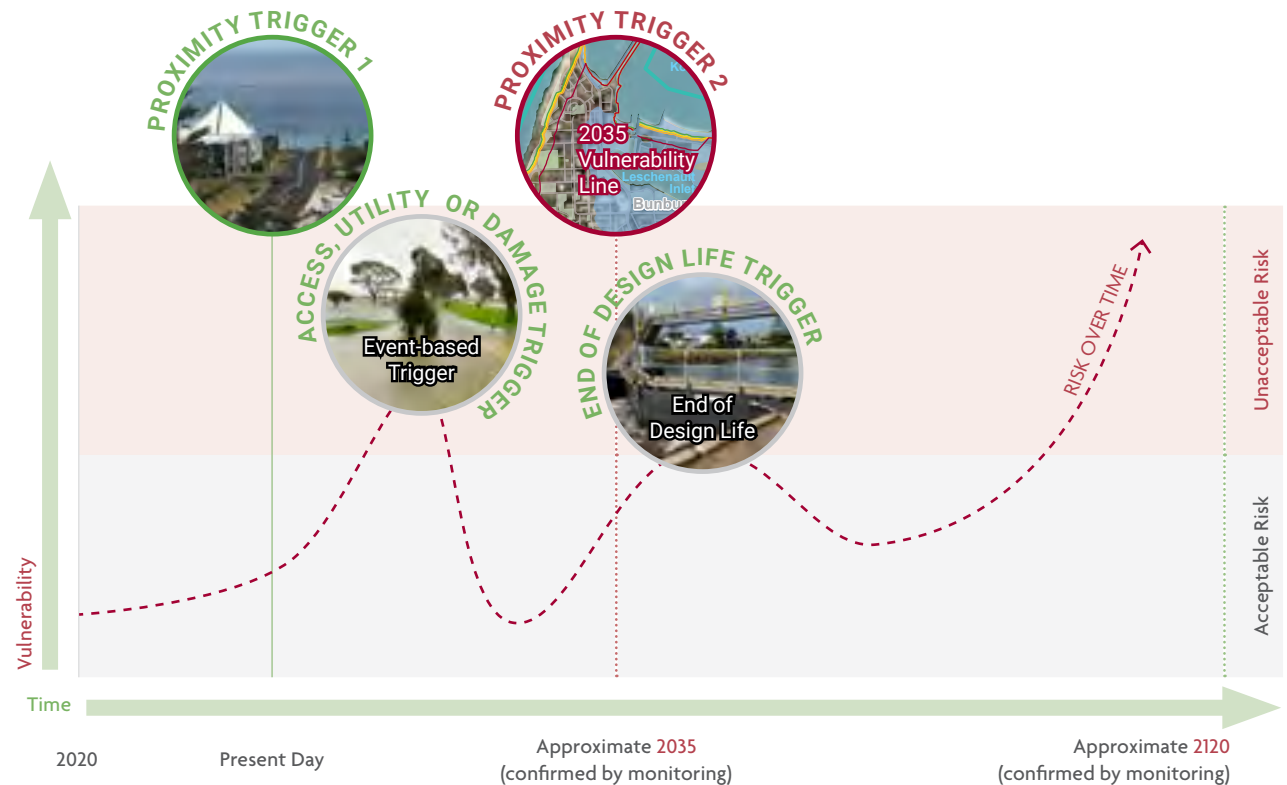 PROXIMITY TRIGGER 1
PROXIMITY TRIGGER 2
2035
Vulnerability
Line
Leschenault
Inlet
ACCESS, UTILITY OR DAMAGE TRIGGER
Event-based
Trigger
END OF DESIGN LIFE TRIGGER
End of
Design Life
RISK OVER TIME
Unacceptable Risk
Acceptable Risk
Vulnerability
Time
2020
Present Day
Approximate 2035
(confirmed by monitoring)
Approximate 2120
(confirmed by monitoring)